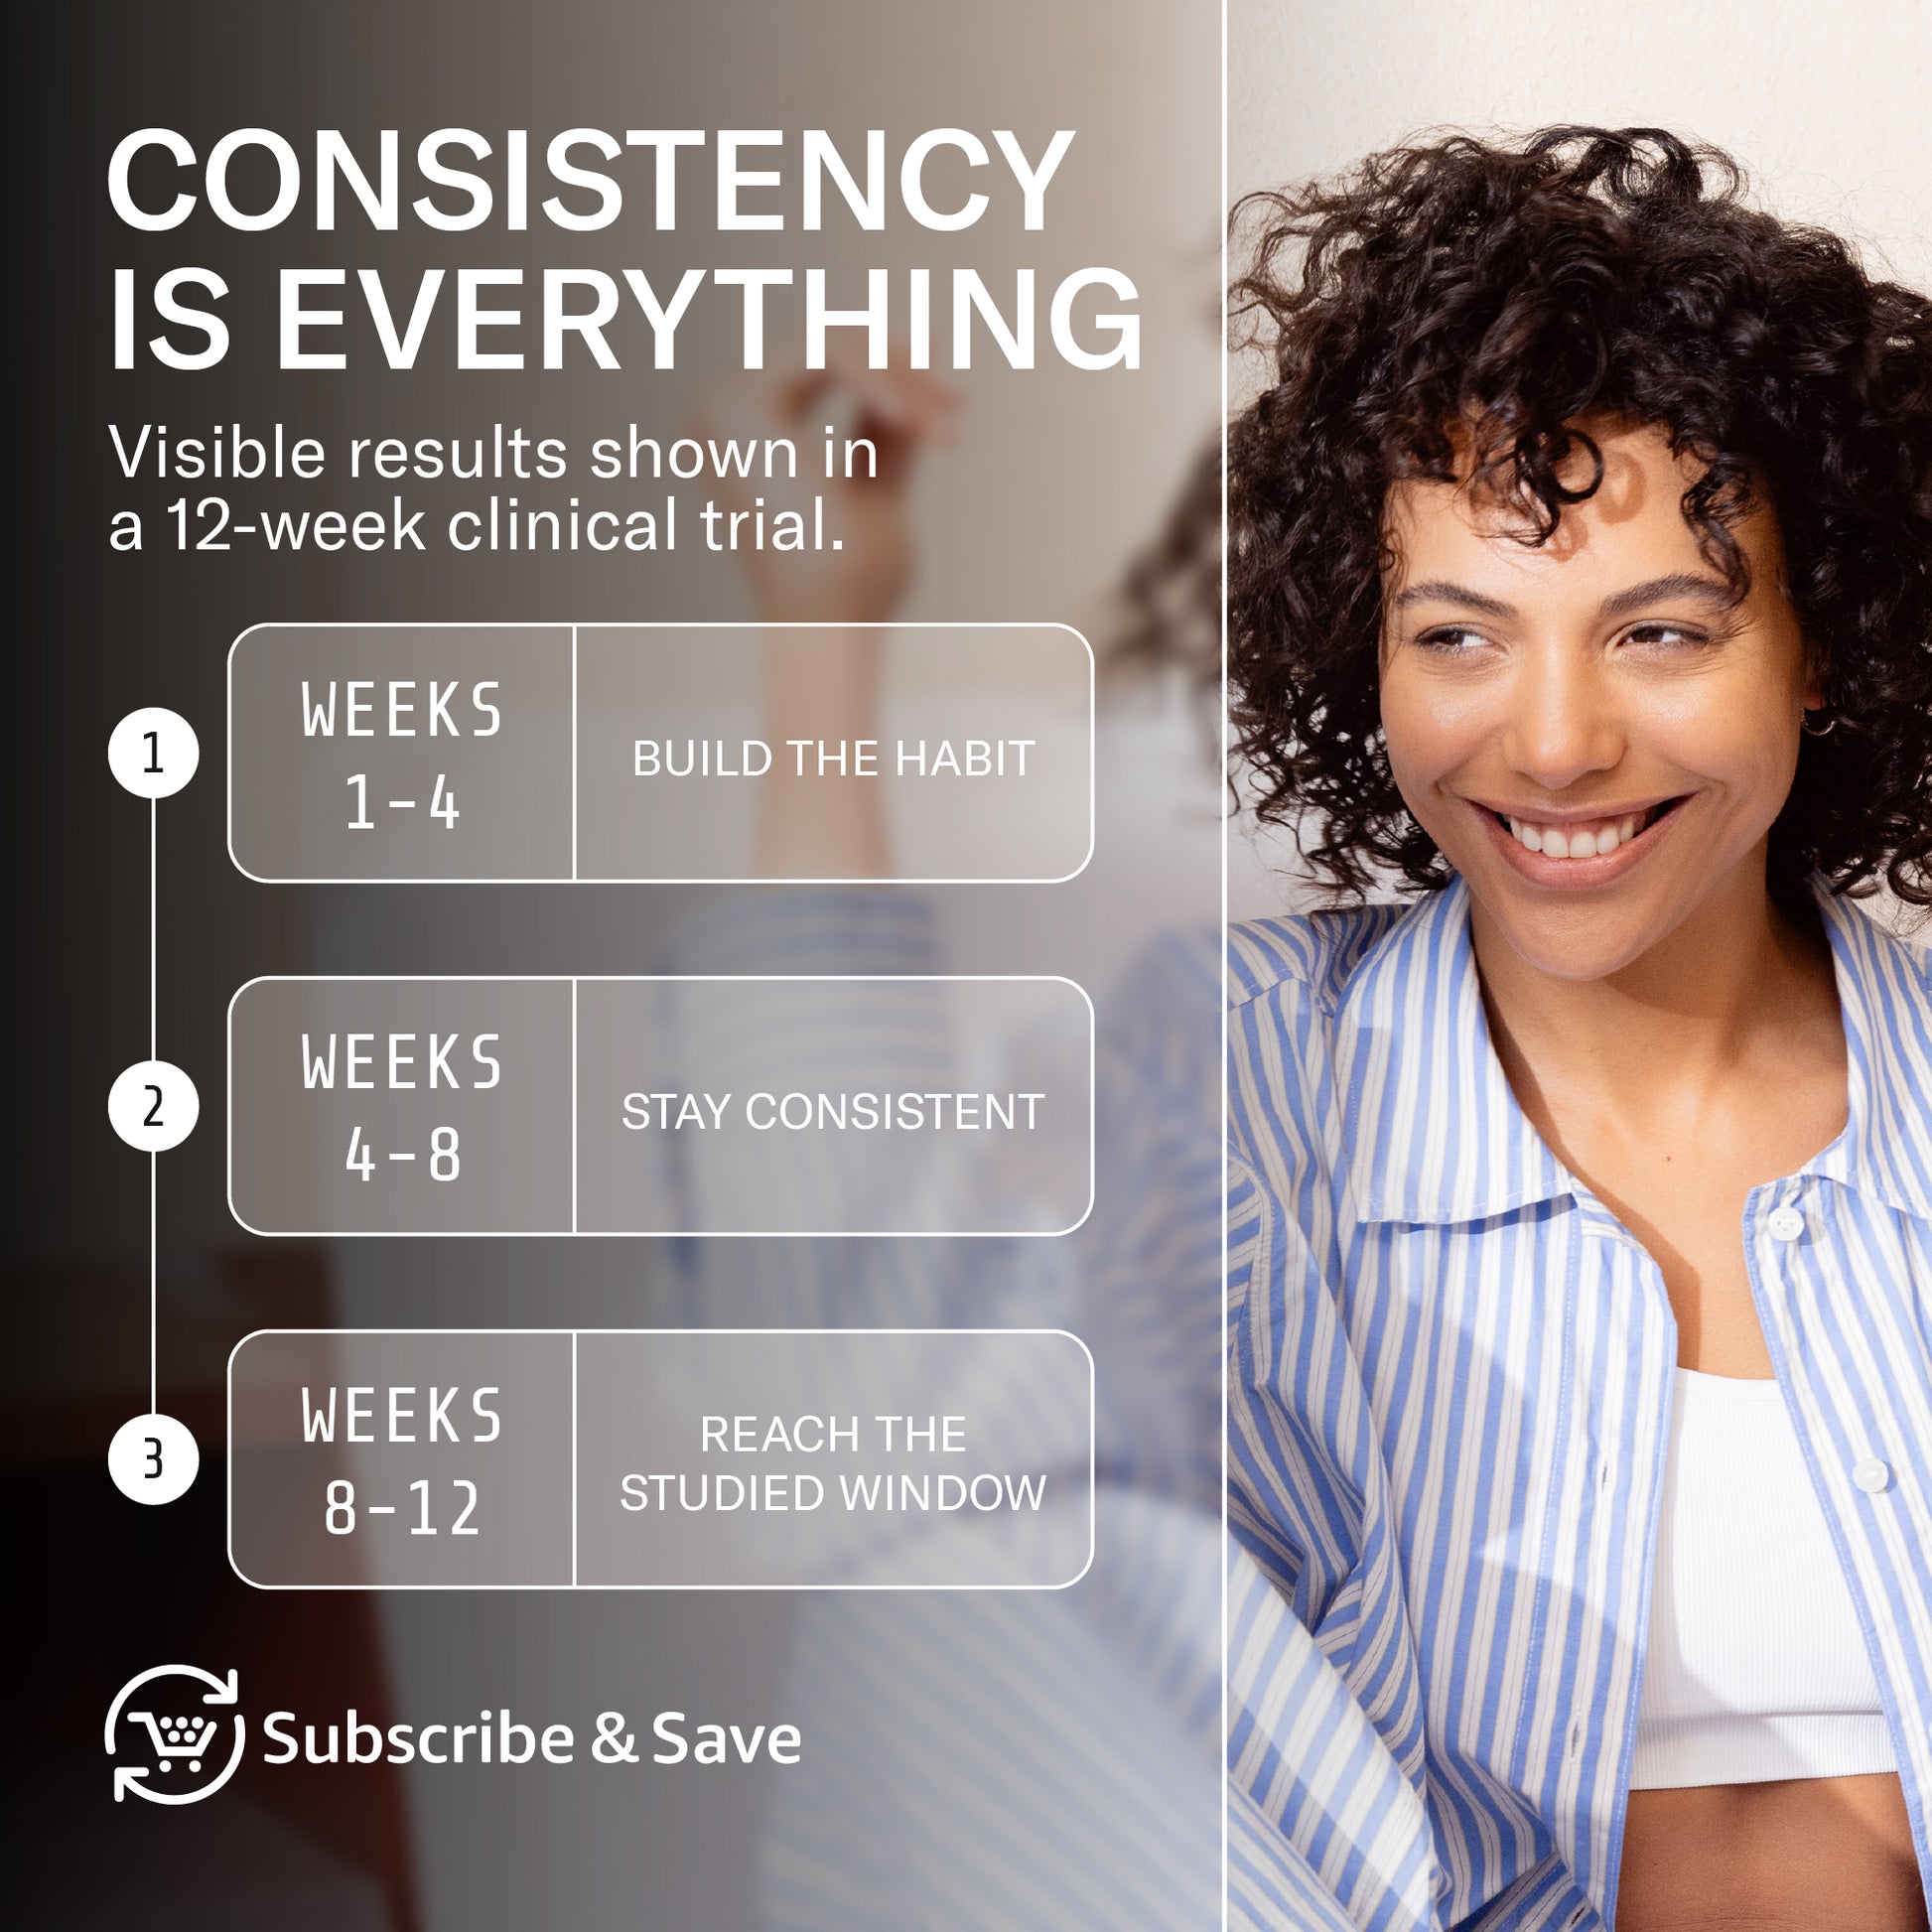 CONSISTENCY
IS EVERYTHING
Visible results shown in
a 12-week clinical trial.
1
WEEKS
1-4
BUILD THE HABIT
2
WEEKS
4-8
STAY CONSISTENT
3
WEEKS
8-12
REACH THE
STUDIED WINDOW
Subscribe & Save